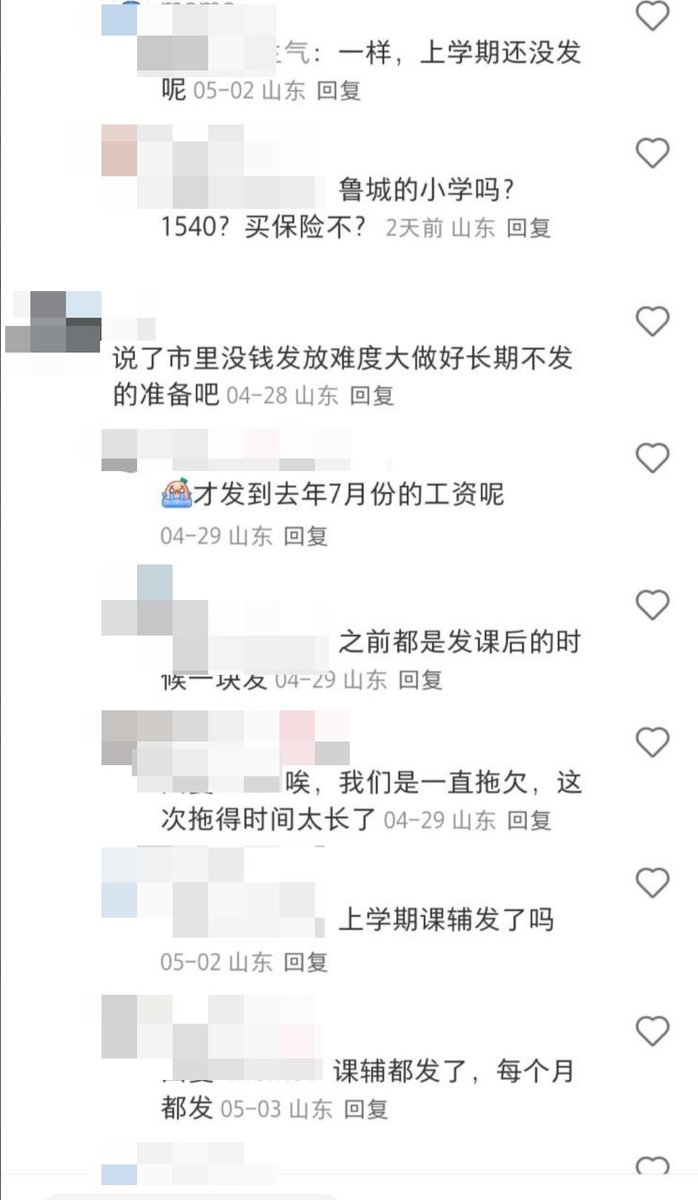 气：一样，上学期还没发
呢 05-02 山东 回复
鲁城的小学吗？
1540？买保险不？ 2天前 山东 回复
说了市里没钱发放难度大做好长期不发
的准备吧 04-28 山东 回复
才发到去年7月份的工资呢
04-29 山东 回复
之前都是发课后的时
候一块发 04-29 山东 回复
唉，我们是一直拖欠，这
次拖得时间太长了 04-29 山东 回复
上学期课辅发了吗
05-02 山东 回复
课辅都发了，每个月
都发 05-03 山东 回复